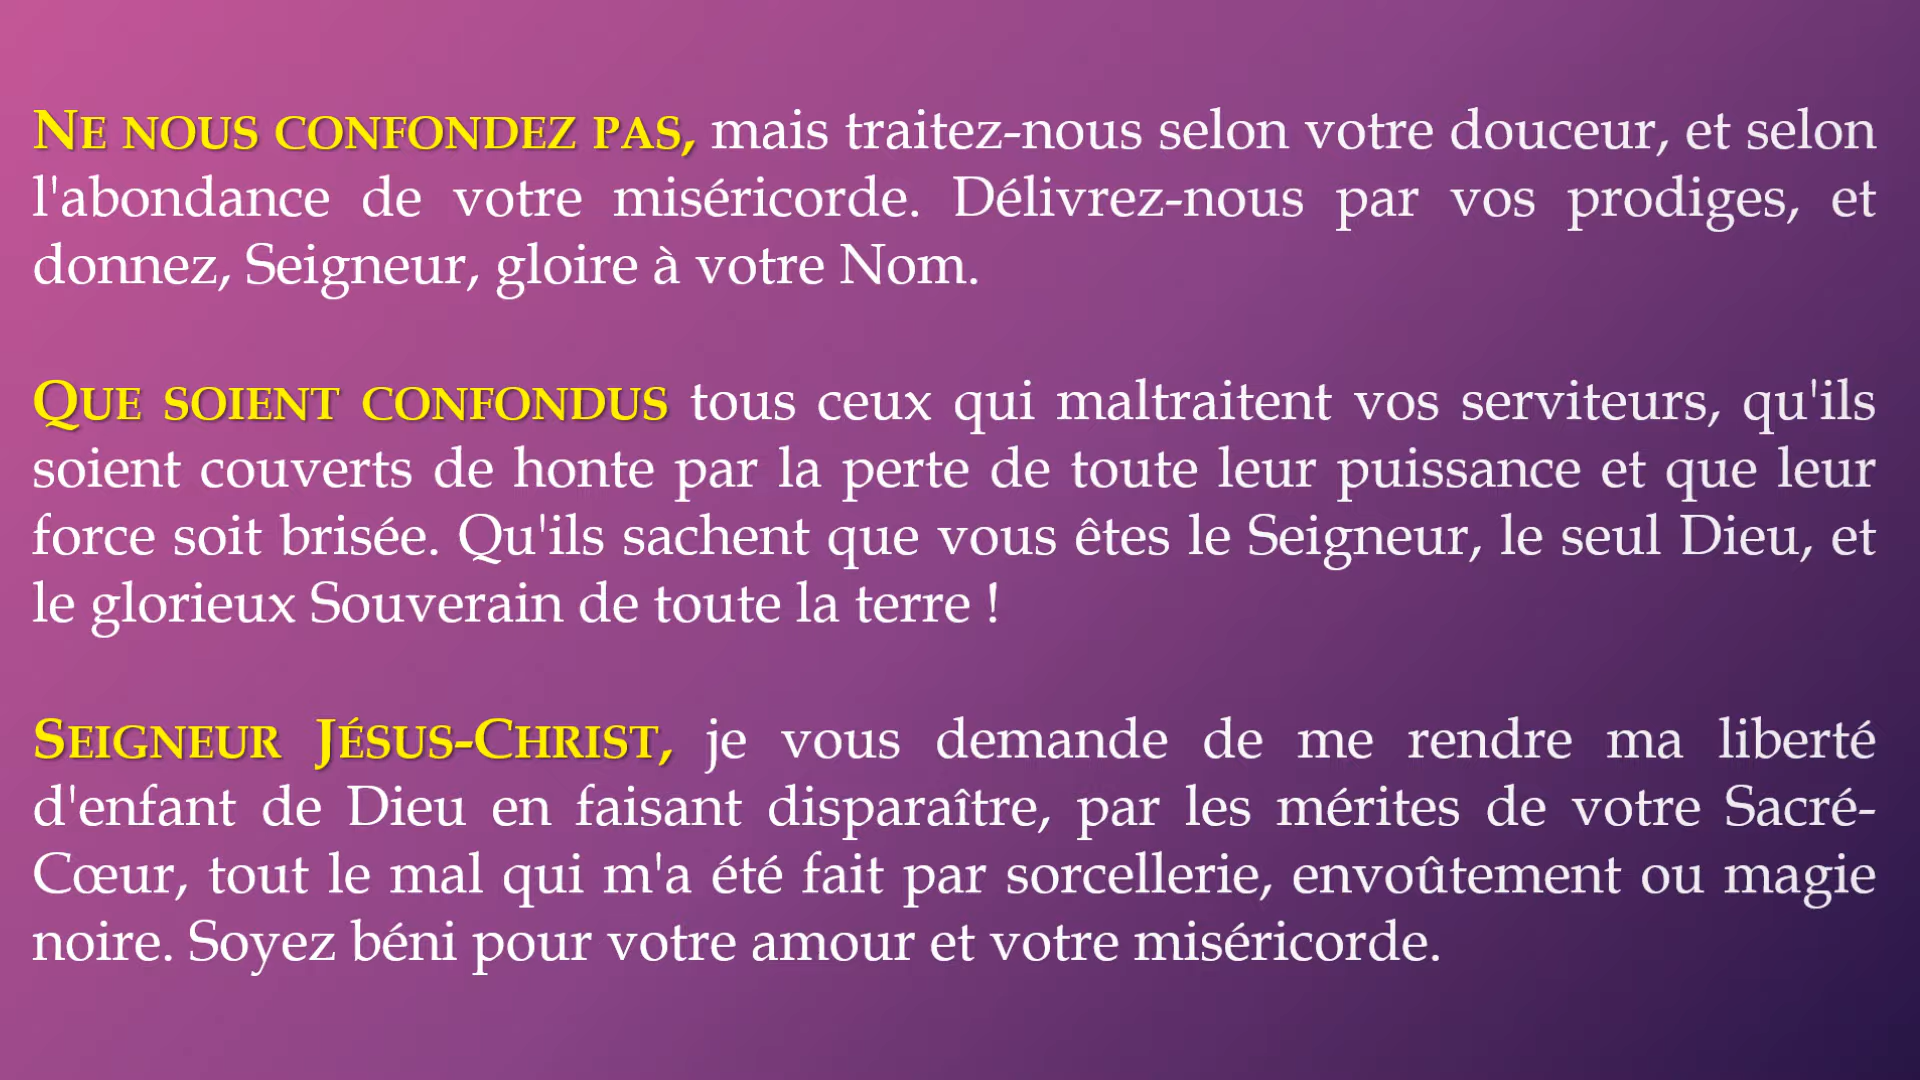 NE NOUS CONFONDEZ PAS, mais traitez-nous selon votre douceur, et selon
l'abondance de votre miséricorde. Délivrez-nous par vos prodiges, et
donnez, Seigneur, gloire à votre Nom.
QUE SOIENT CONFONDUS tous ceux qui maltraitent vos serviteurs, qu'ils
soient couverts de honte par la perte de toute leur puissance et que leur
force soit brisée. Qu'ils sachent que vous êtes le Seigneur, le seul Dieu, et
le glorieux Souverain de toute la terre !
SEIGNEUR JÉSUS-CHRIST, je vous demande de me rendre ma liberté
d'enfant de Dieu en faisant disparaître, par les mérites de votre Sacré-
Cœur, tout le mal qui m'a été fait par sorcellerie, envoûtement ou magie
noire. Soyez béni pour votre amour et votre miséricorde.